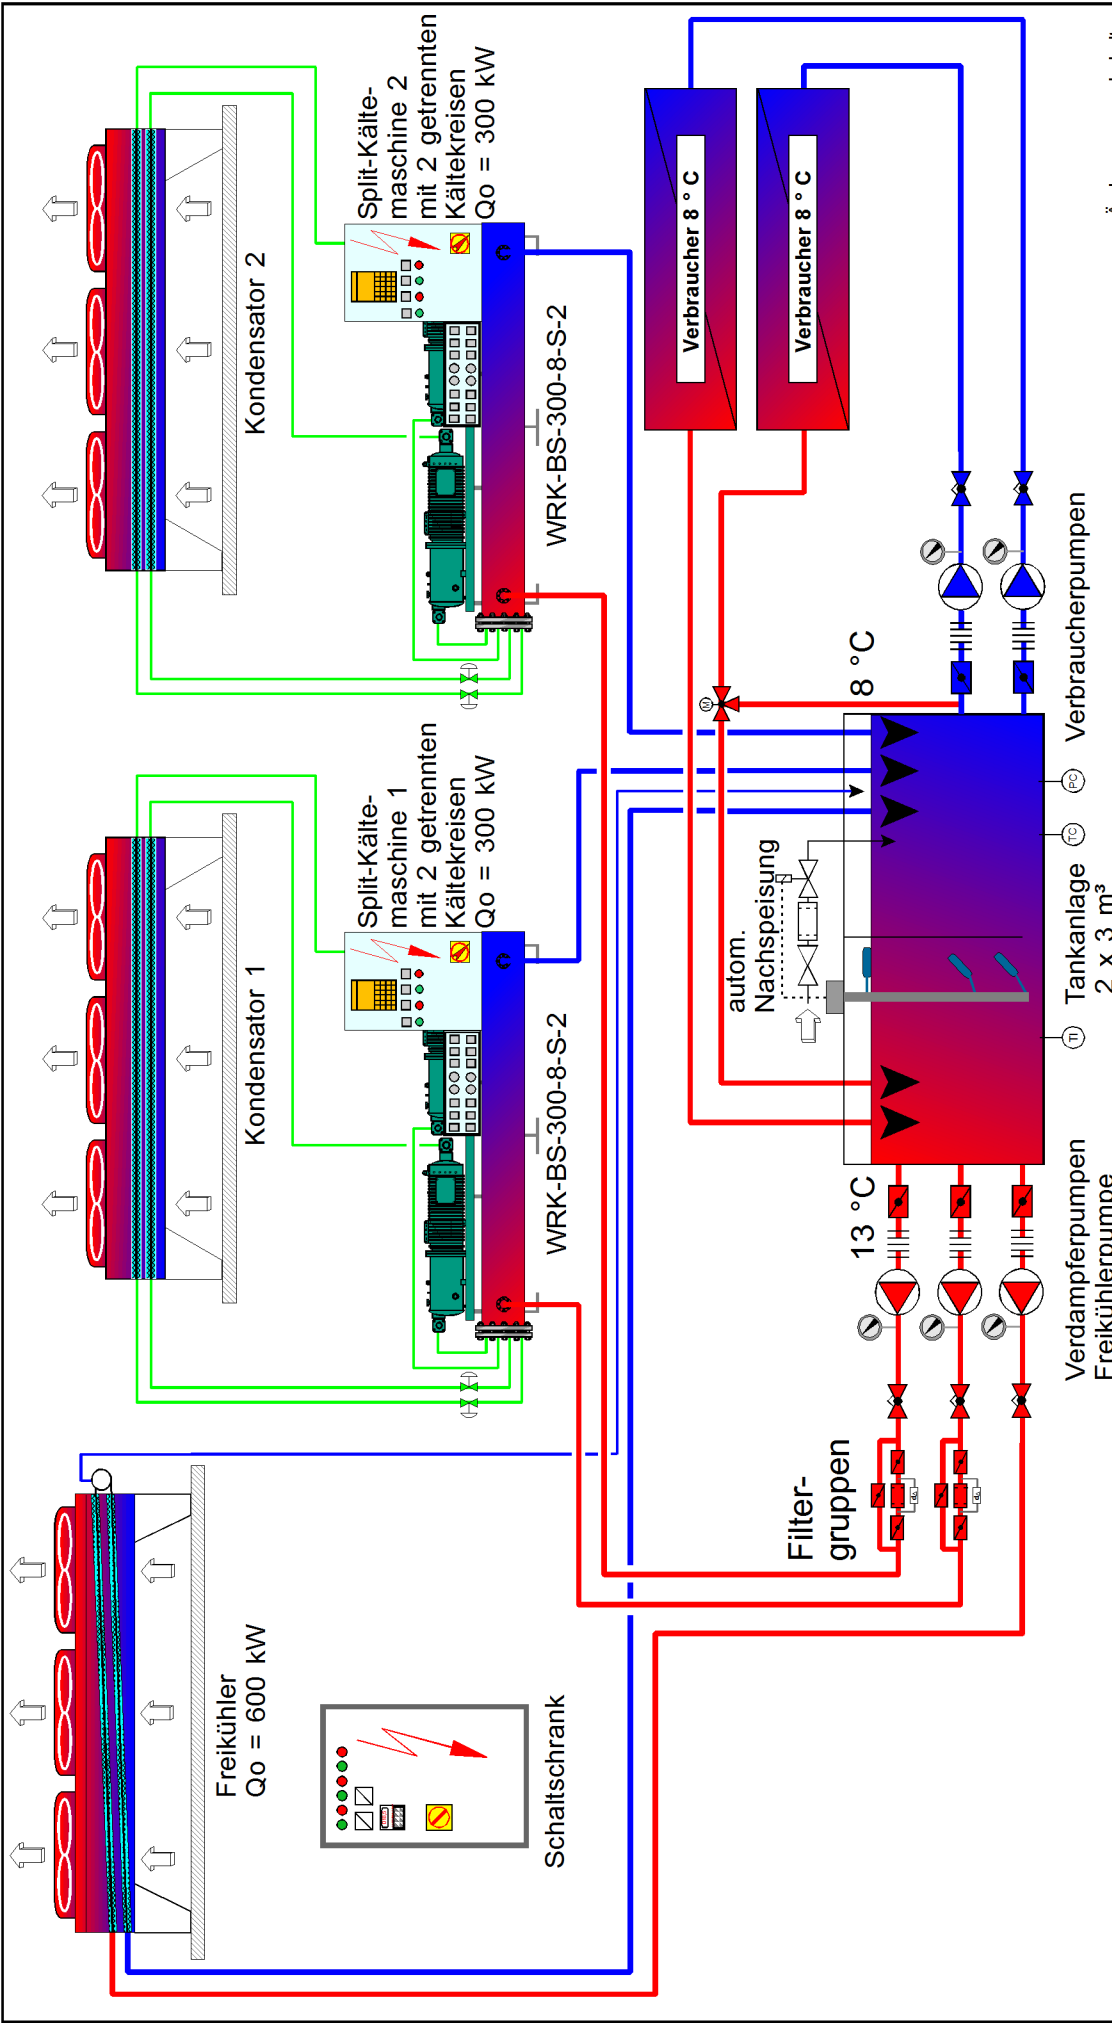 Freikühler
Qo = 600 kW
Kondensator 1
Kondensator 2
Schaltschrank
Split-Kälte-
maschine 1
mit 2 getrennten
Kältekreisen
Qo = 300 kW
WRK-BS-300-8-S-2
Split-Kälte-
maschine 2
mit 2 getrennten
Kältekreisen
Qo = 300 kW
WRK-BS-300-8-S-2
Verbraucher 8 ° C
Verbraucher 8 ° C
autom.
Nachspeisung
M
Filter-
gruppen
13 °C
8 °C
TI
TC
PC
Verdampferpumpen
Freikühlerpumpe
Tankanlage
2 x 3 m³
Verbraucherpumpen